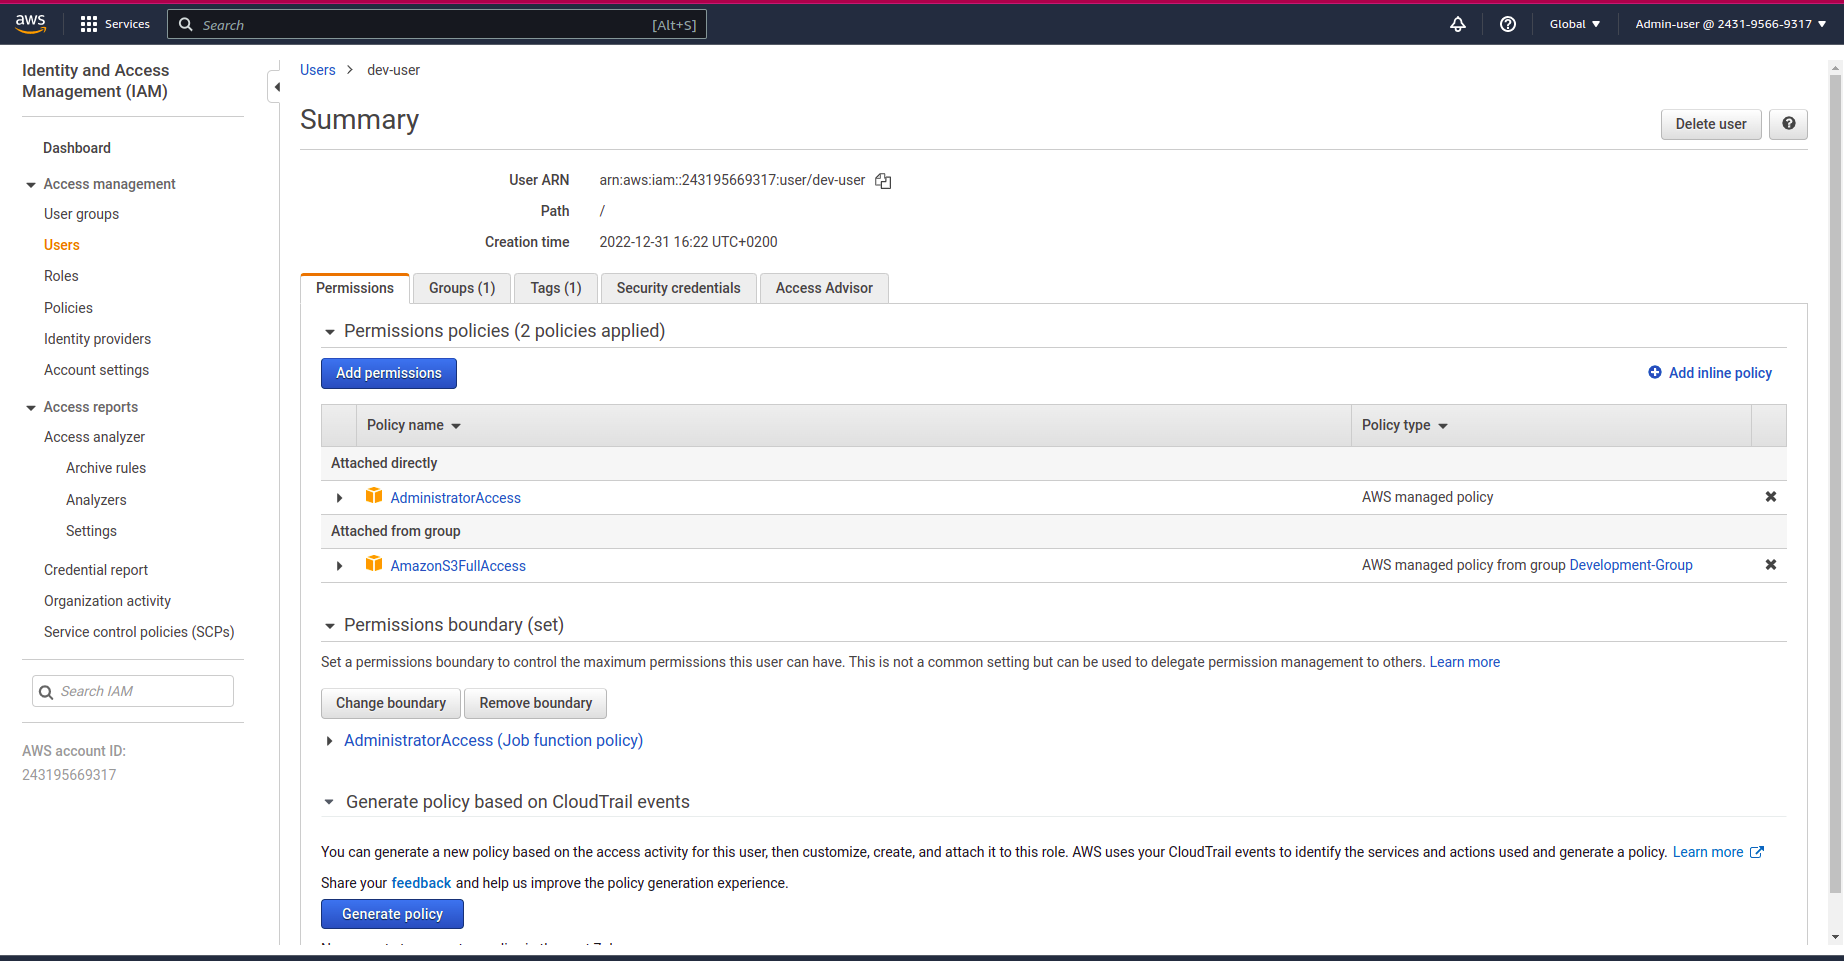 aws
Services
Search
[Alt+S]
Global
Admin-user @ 2431-9566-9317
Identity and Access
Management (IAM)
Dashboard
Access management
User groups
Users
Roles
Policies
Identity providers
Account settings
Access reports
Access analyzer
Archive rules
Analyzers
Settings
Credential report
Organization activity
Service control policies (SCPs)
Search IAM
AWS account ID:
243195669317
Users dev-user
Summary
Delete user
User ARN arn:aws:iam::243195669317:user/dev-user
Path /
Creation time 2022-12-31 16:22 UTC+0200
Permissions Groups (1) Tags (1) Security credentials Access Advisor
Permissions policies (2 policies applied)
Add permissions Add inline policy
Policy name Policy type
Attached directly
AdministratorAccess AWS managed policy
Attached from group
AmazonS3FullAccess AWS managed policy from group Development-Group
Permissions boundary (set)
Set a permissions boundary to control the maximum permissions this user can have. This is not a common setting but can be used to delegate permission management to others. Learn more
Change boundary Remove boundary
AdministratorAccess (Job function policy)
Generate policy based on CloudTrail events
You can generate a new policy based on the access activity for this user, then customize, create, and attach it to this role. AWS uses your CloudTrail events to identify the services and actions used and generate a policy. Learn more
Share your feedback and help us improve the policy generation experience.
Generate policy